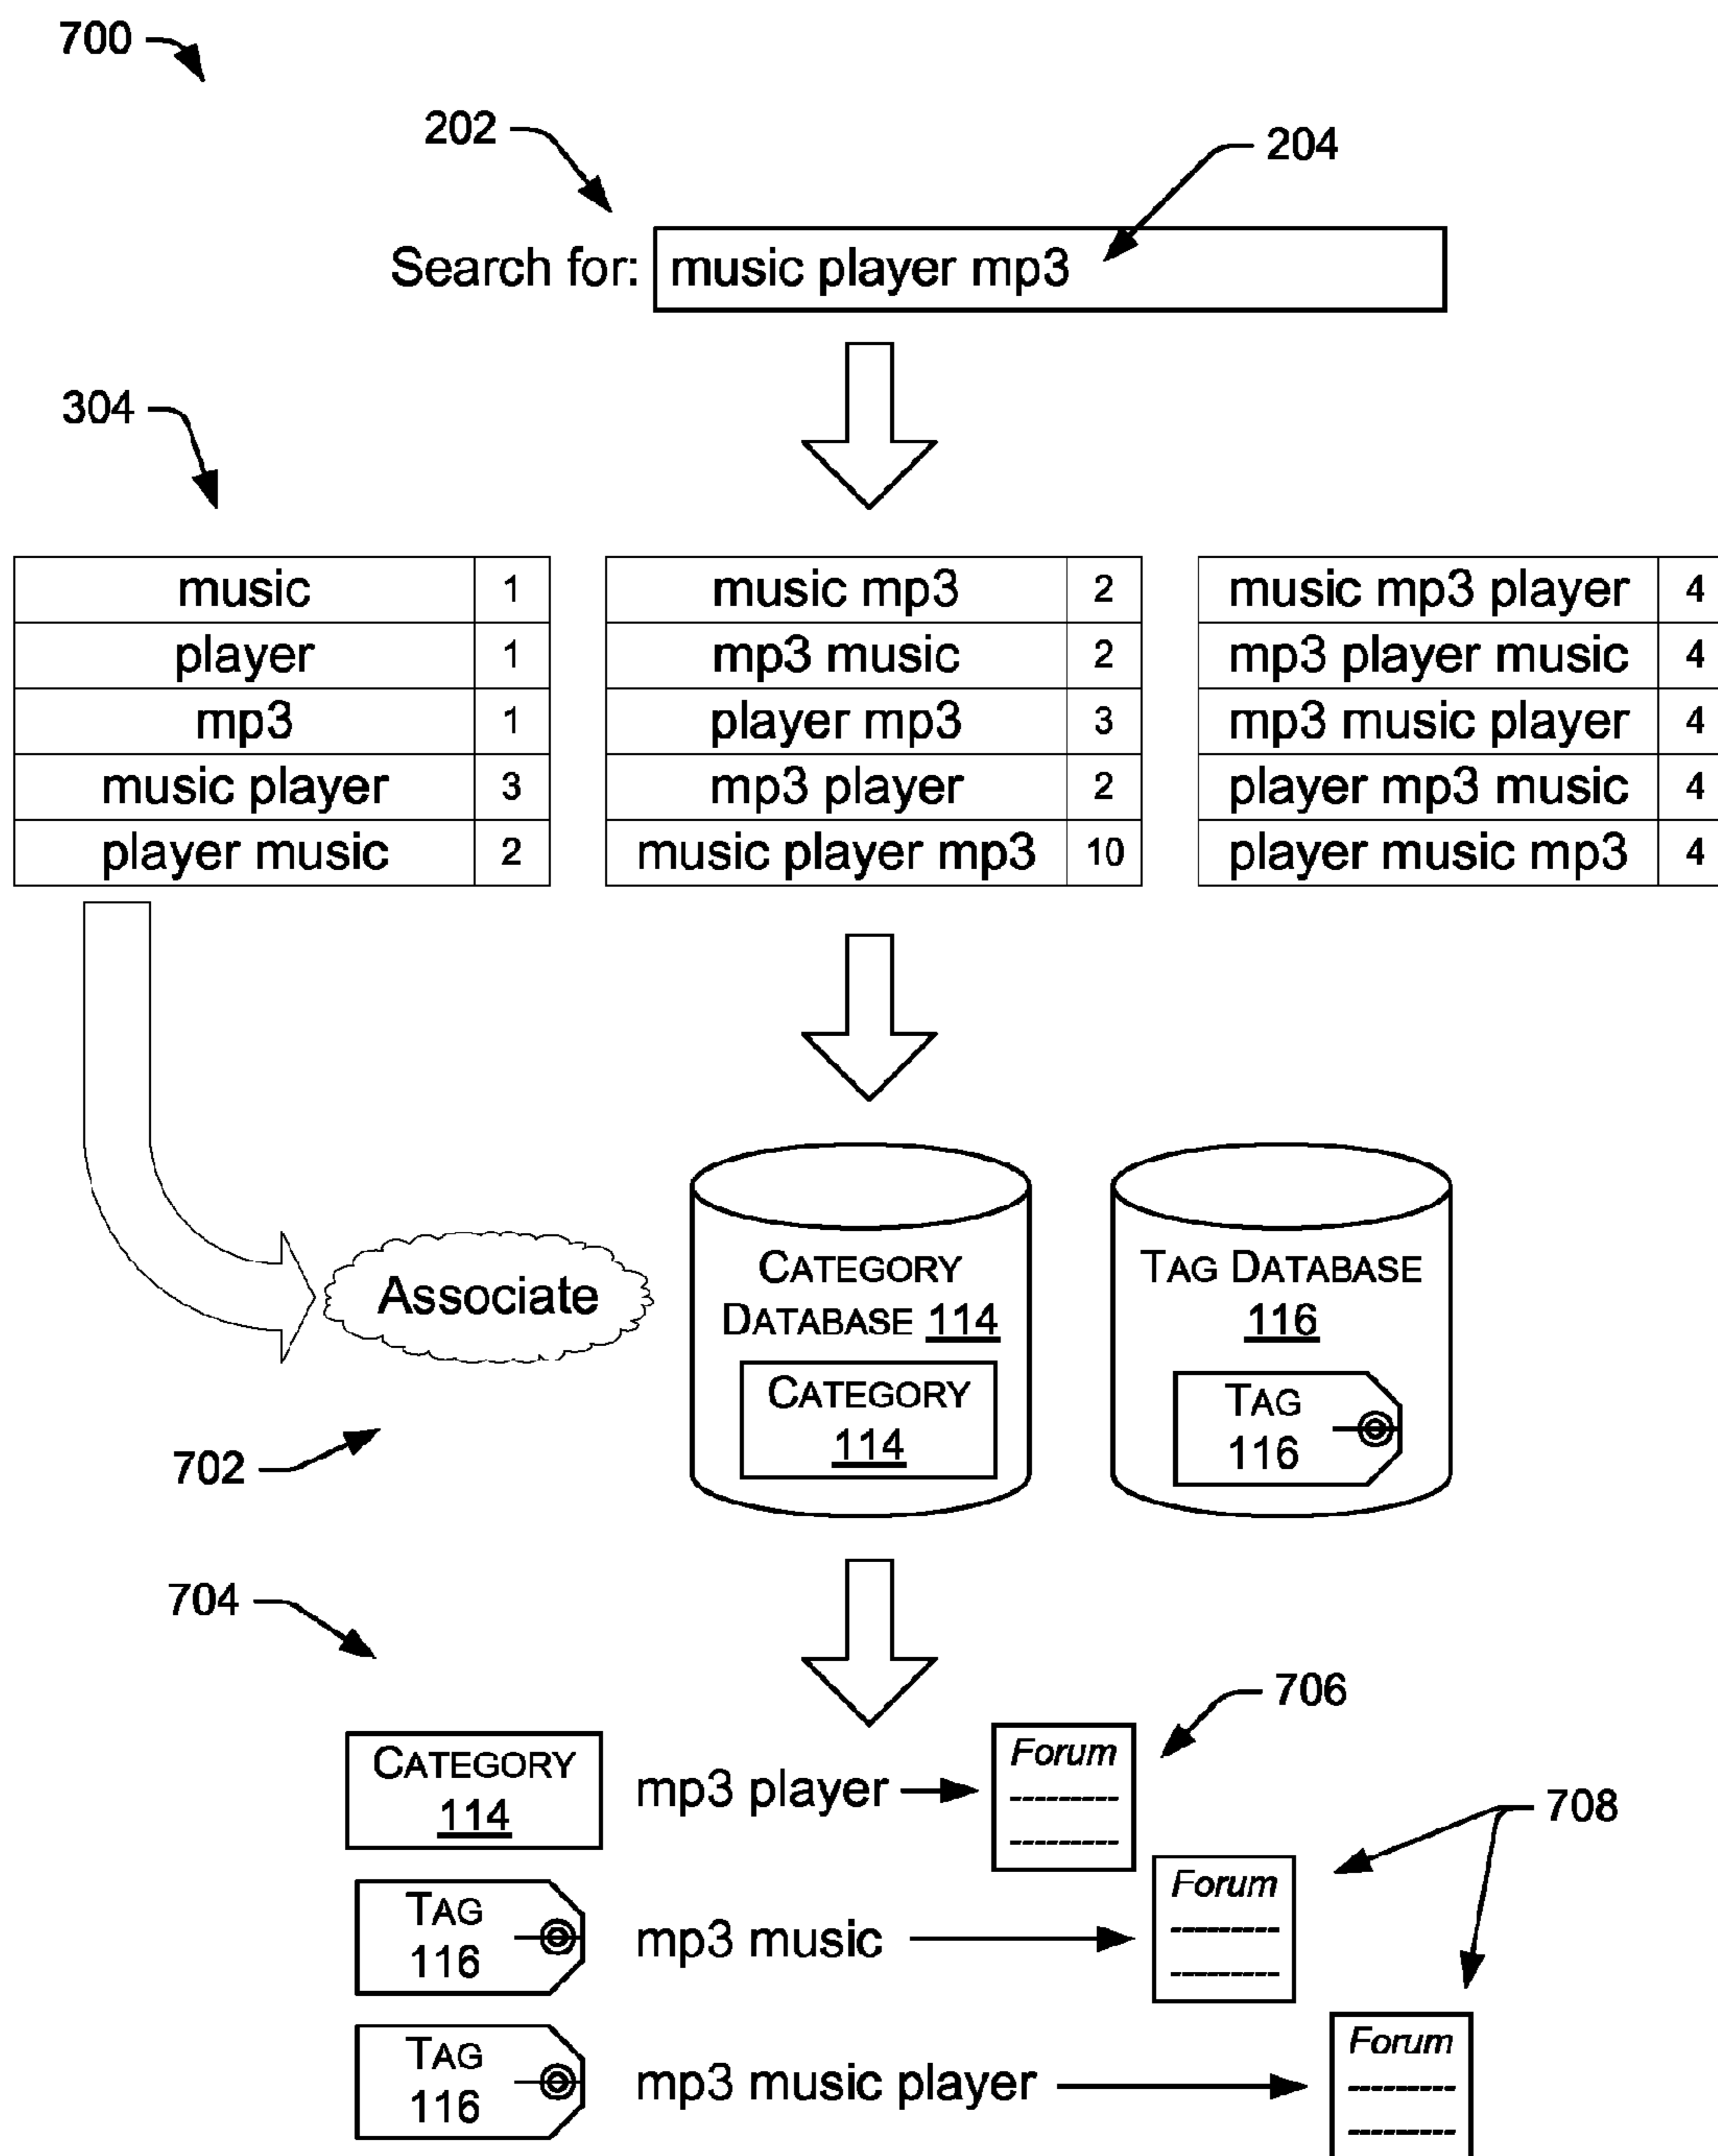 700
202
204
Search for: music player mp3
304
music 1
player 1
mp3 1
music player 3
player music 2
music mp3 2
mp3 music 2
player mp3 3
mp3 player 2
music player mp3 10
music mp3 player 4
mp3 player music 4
mp3 music player 4
player mp3 music 4
player music mp3 4
Associate
702
CATEGORY
DATABASE 114
CATEGORY
114
TAG DATABASE
116
TAG
116
704
706
708
CATEGORY
114
mp3 player
Forum
TAG
116
mp3 music
Forum
TAG
116
mp3 music player
Forum